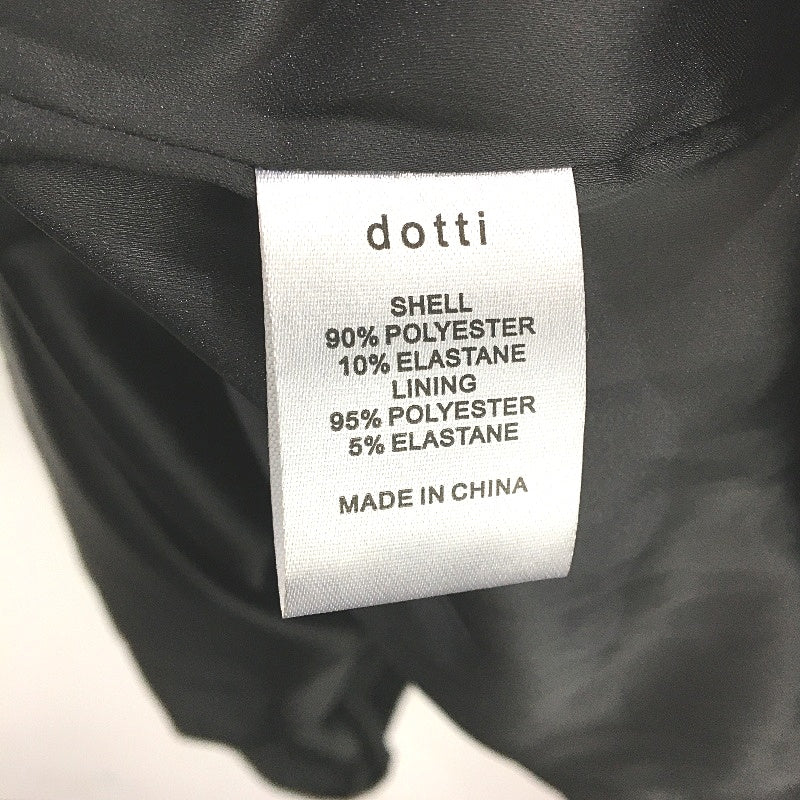 dotti
SHELL
90% POLYESTER
10% ELASTANE
LINING
95% POLYESTER
5% ELASTANE
MADE IN CHINA